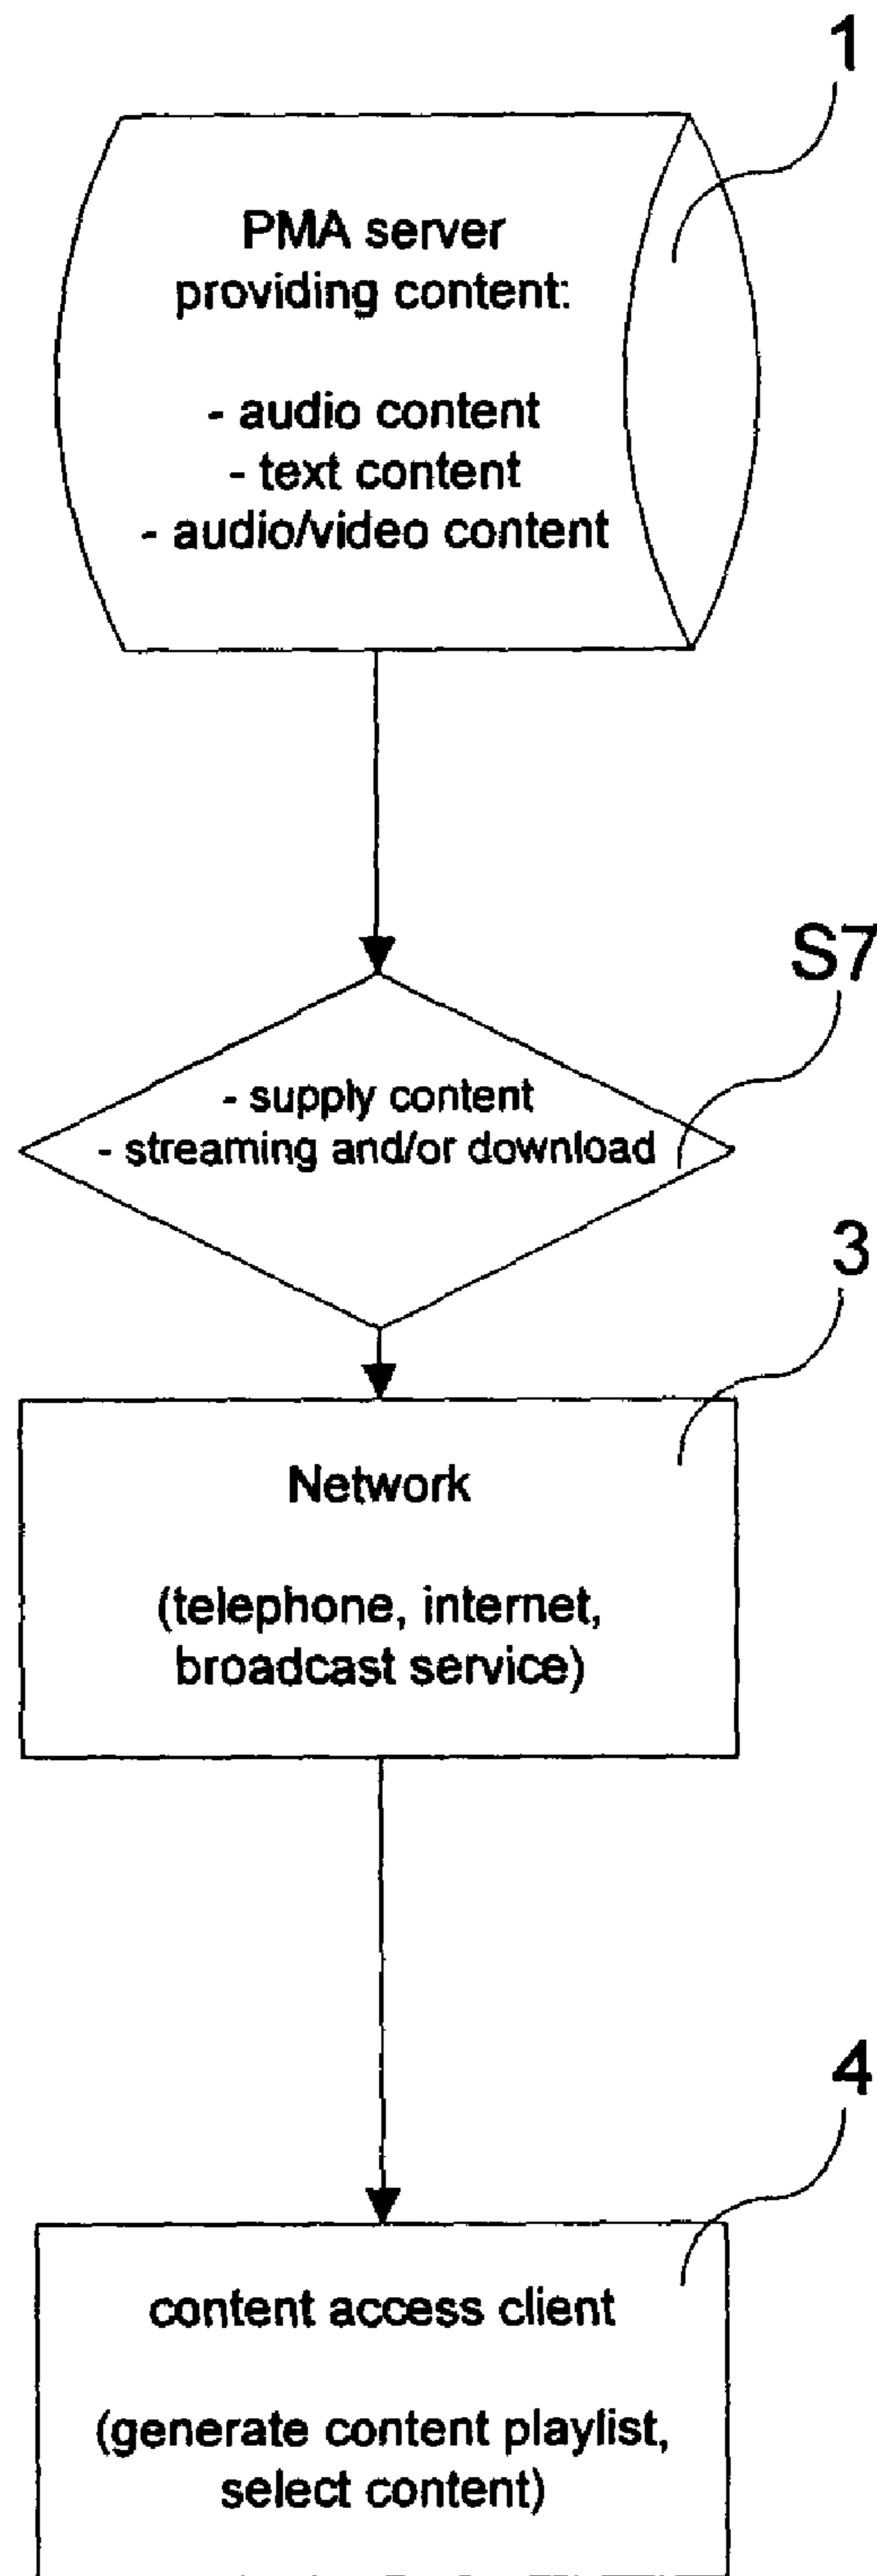 1
PMA server
providing content:
- audio content
- text content
- audio/video content
S7
- supply content
- streaming and/or download
3
Network
(telephone, internet,
broadcast service)
4
content access client
(generate content playlist,
select content)